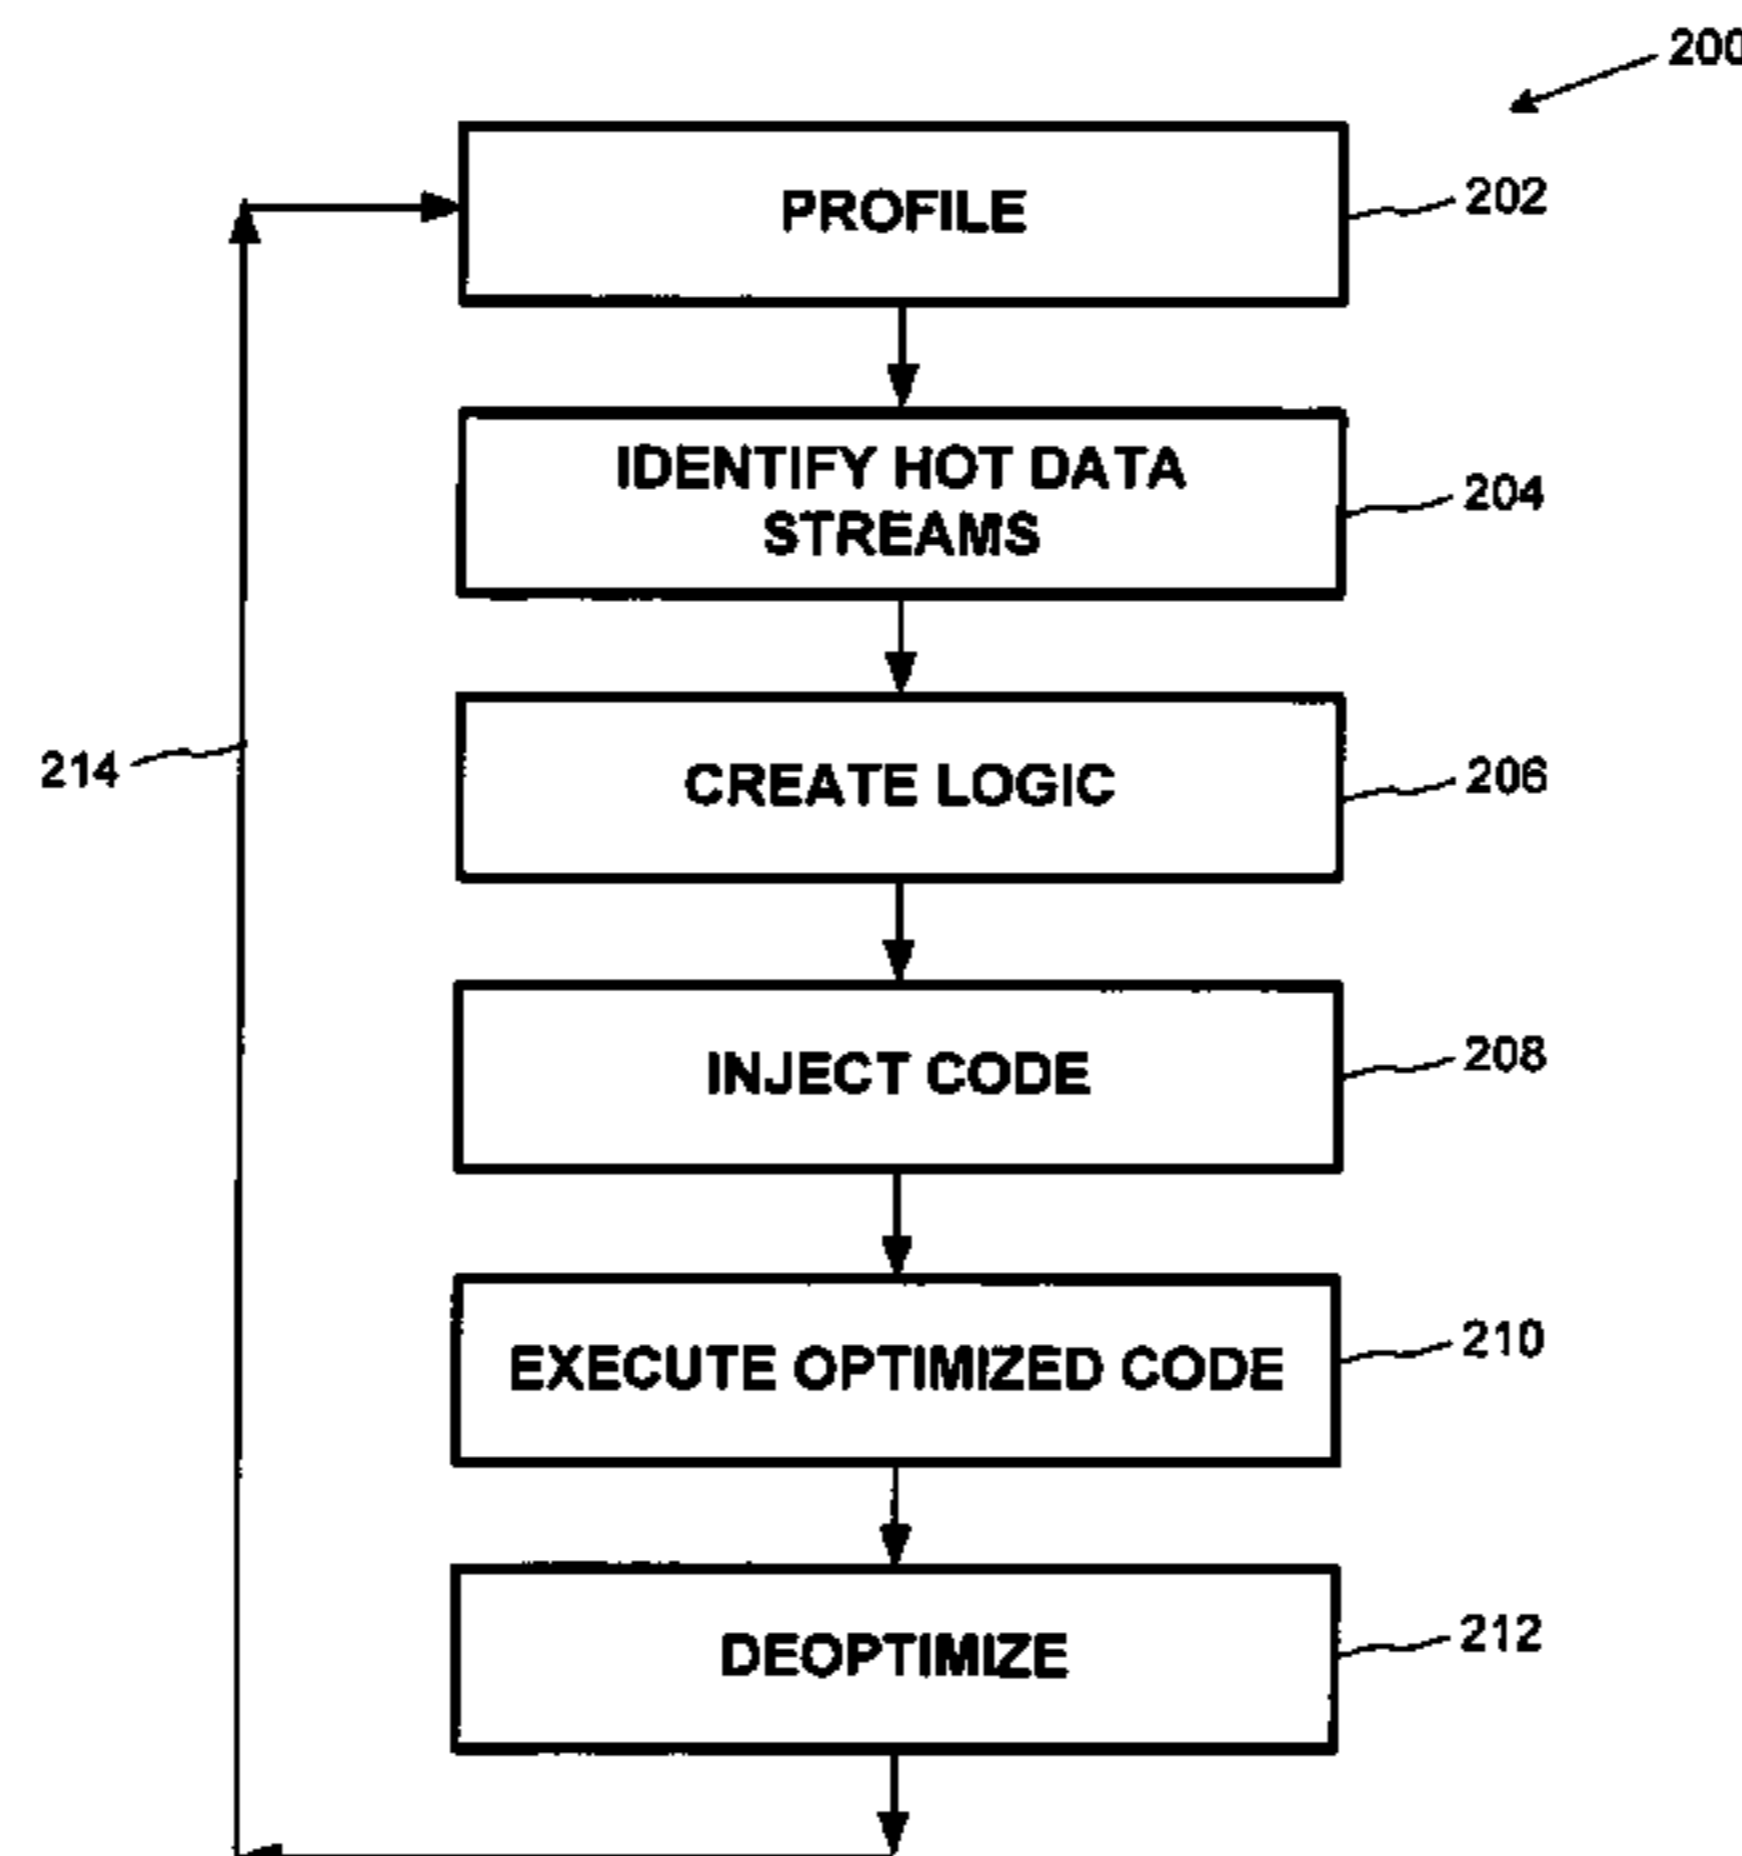 200
PROFILE
202
IDENTIFY HOT DATA
STREAMS
204
214
CREATE LOGIC
206
INJECT CODE
208
EXECUTE OPTIMIZED CODE
210
DEOPTIMIZE
212